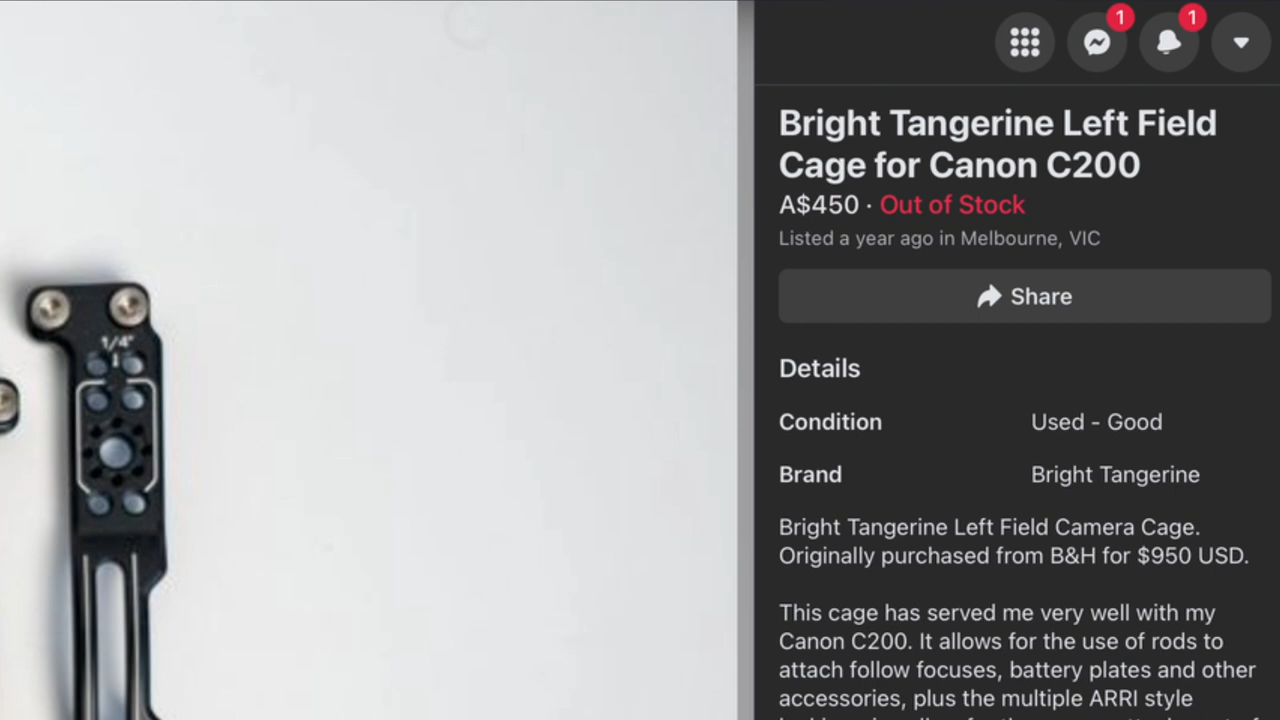 1
1
Bright Tangerine Left Field
Cage for Canon C200
A$450 · Out of Stock
Listed a year ago in Melbourne, VIC
Share
Details
Condition Used - Good
Brand Bright Tangerine
Bright Tangerine Left Field Camera Cage.
Originally purchased from B&H for $950 USD.
This cage has served me very well with my
Canon C200. It allows for the use of rods to
attach follow focuses, battery plates and other
accessories, plus the multiple ARRI style
1/4"